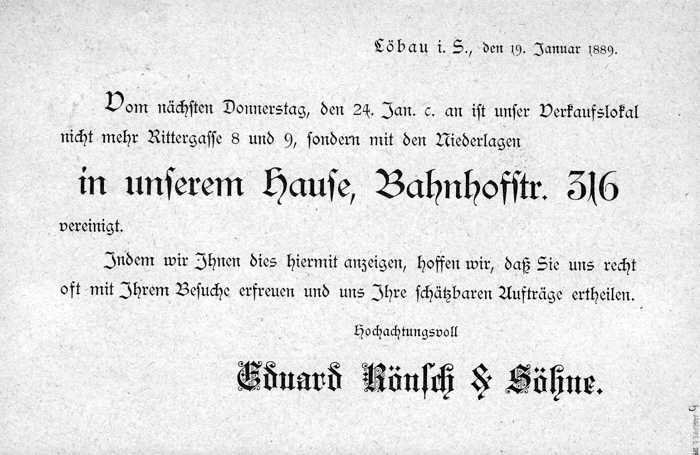 Löbau i. S., den 19. Januar 1889.
Vom nächsten Donnerstag, den 24. Jan. c. an ist unser Verkaufslokal
nicht mehr Rittergasse 8 und 9, sondern mit den Niederlagen
in unserem Hause, Bahnhofstr. 316
vereinigt.
Indem wir Ihnen dies hiermit anzeigen, hoffen wir, daß Sie uns recht
oft mit Ihrem Besuche erfreuen und uns Ihre schätzbaren Aufträge ertheilen.
Hochachtungsvoll
Eduard Rönsch & Söhne.